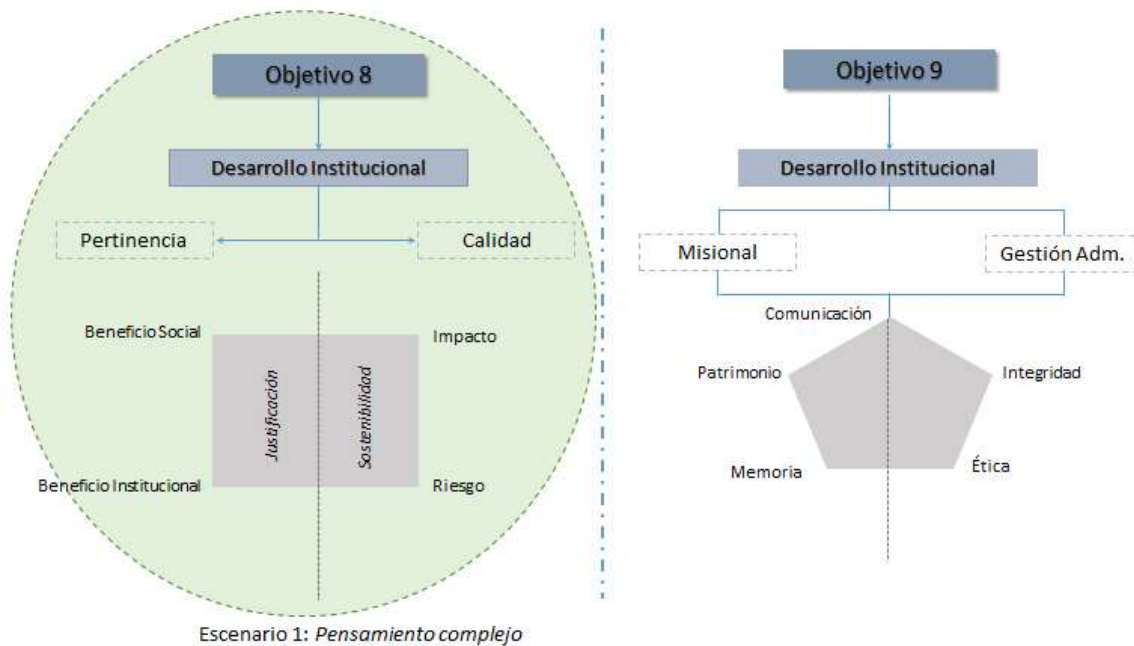 Objetivo 8
Desarrollo Institucional
Pertinencia
Calidad
Beneficio Social
Impacto
Justificación
Sostenibilidad
Beneficio Institucional
Riesgo
Escenario 1: Pensamiento complejo
Objetivo 9
Desarrollo Institucional
Misional
Gestión Adm.
Comunicación
Patrimonio
Integridad
Memoria
Ética